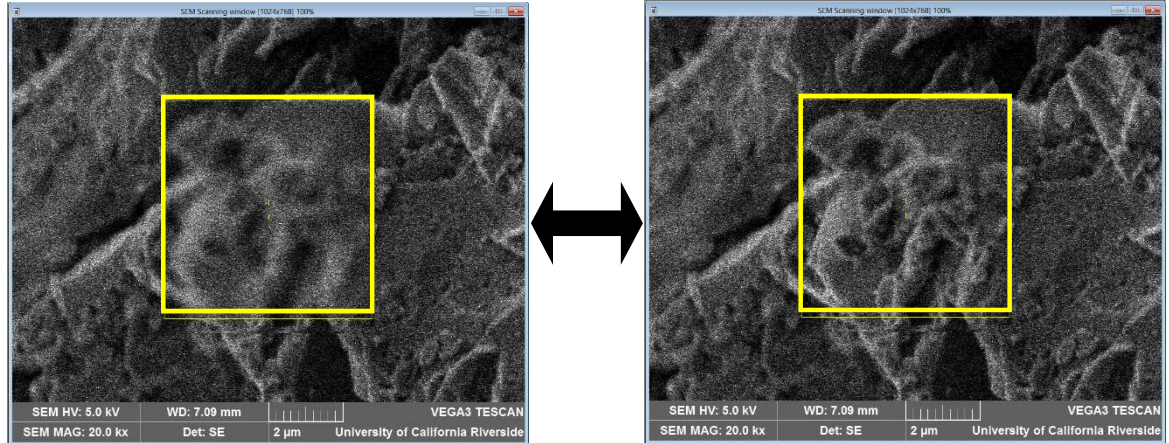 SEM Scanning window [1024x768] 100%
SEM HV: 5.0 kV WD: 7.09 mm VEGA3 TESCAN
SEM MAG: 20.0 kx Det: SE 2 µm University of California Riverside
SEM Scanning window [1024x768] 100%
SEM HV: 5.0 kV WD: 7.09 mm VEGA3 TESCAN
SEM MAG: 20.0 kx Det: SE 2 µm University of California Riverside